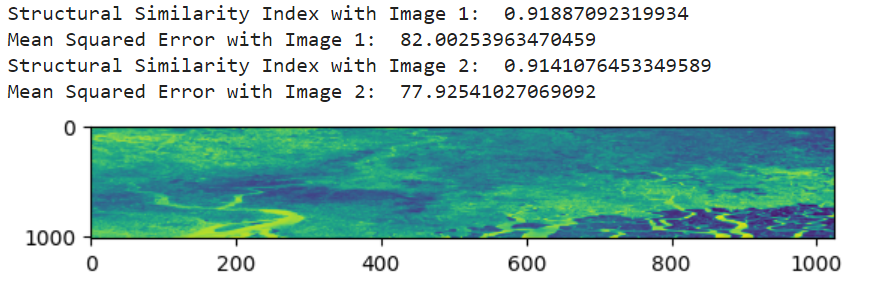 Structural Similarity Index with Image 1:  0.91887092319934
Mean Squared Error with Image 1:  82.00253963470459
Structural Similarity Index with Image 2:  0.9141076453349589
Mean Squared Error with Image 2:  77.92541027069092
0
1000
0 200 400 600 800 1000